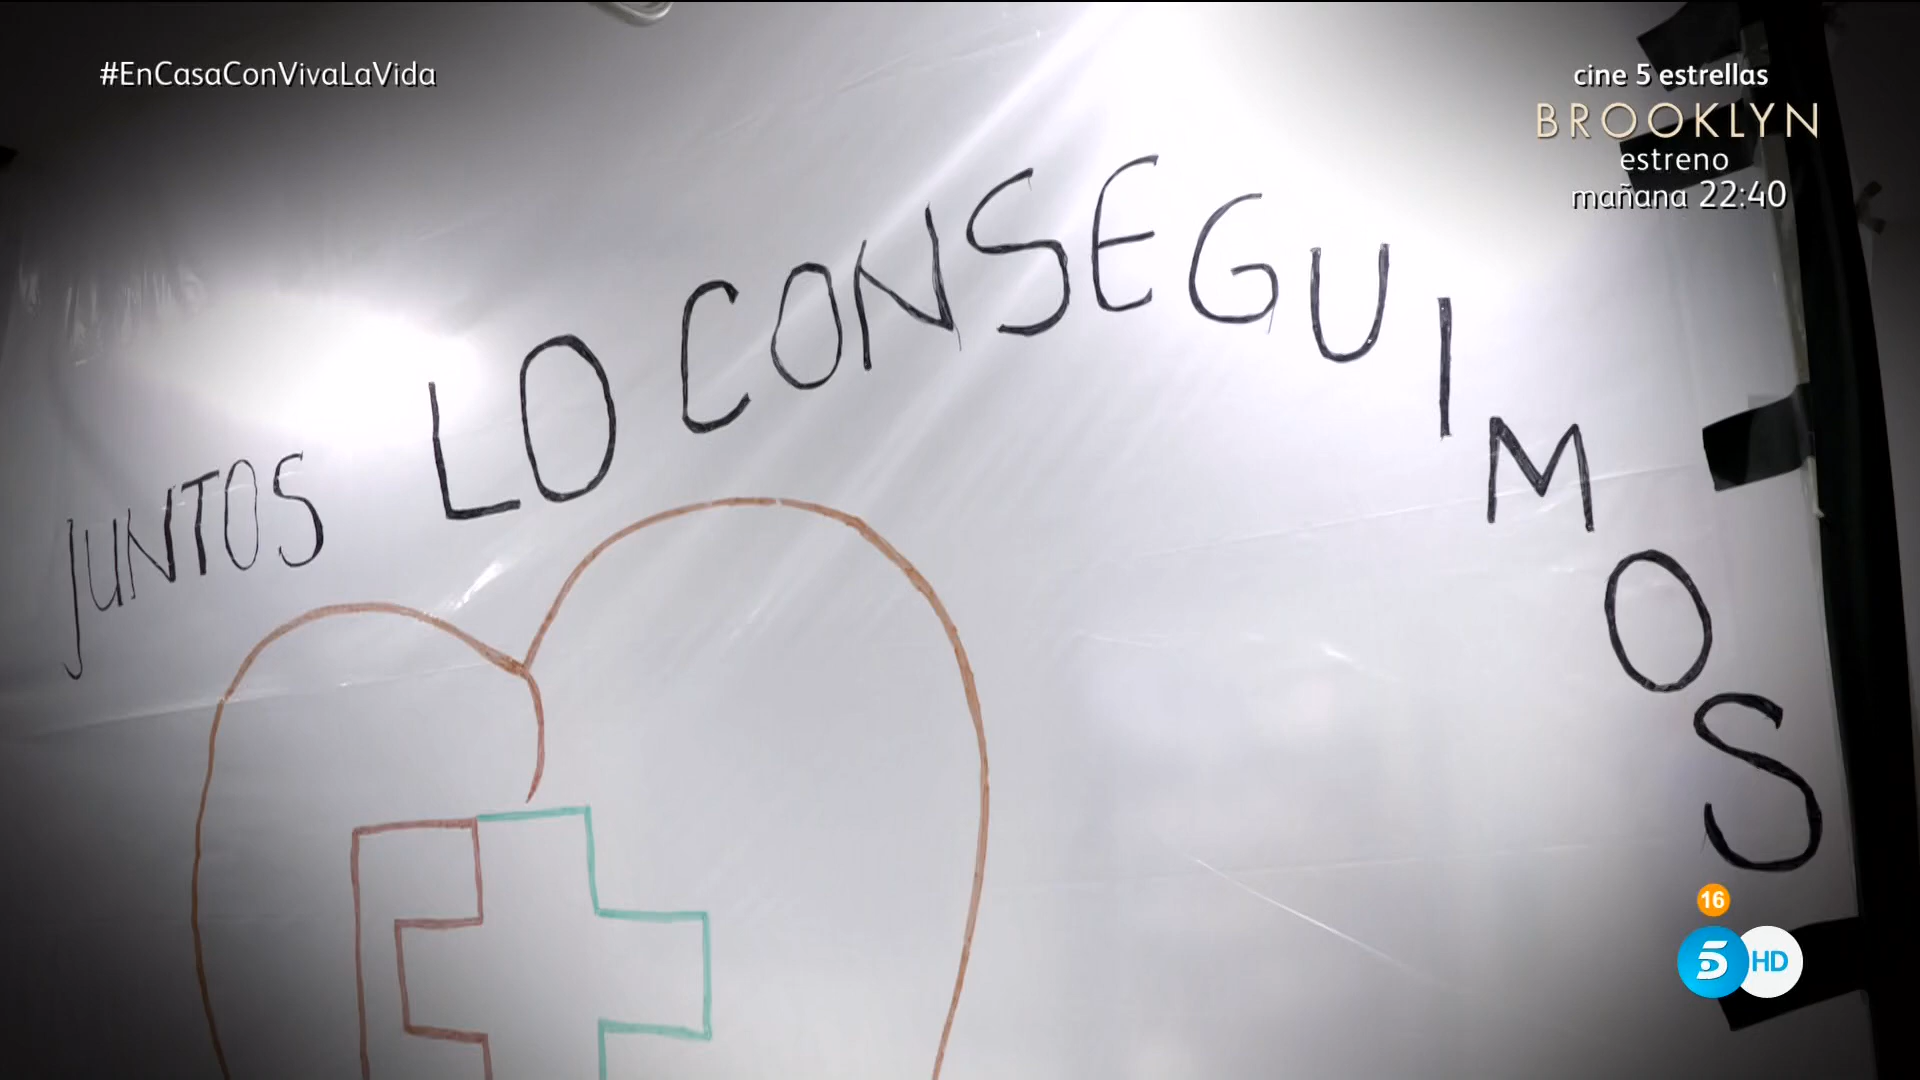 #EnCasaConVivaLaVida
cine 5 estrellas
BROOKLYN
estreno
mañana 22:40
JUNTOS LO CONSEGUIMOS
16
5 HD